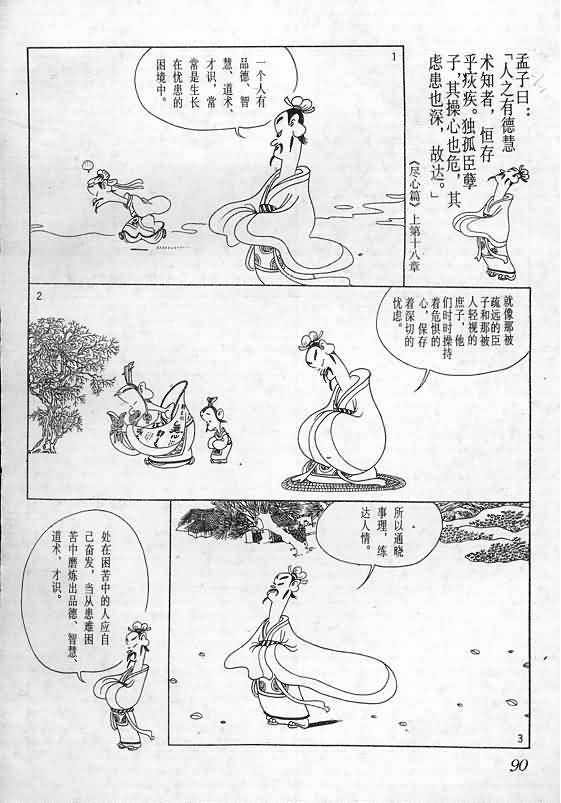 孟子曰：
「人之有德慧
术知者，恒存
乎疢疾。独孤臣孽
子，其操心也危，其
虑患也深，故达。」
《尽心篇》上第十八章
1
一个人有
品德、智
慧、道术、
才识，常
常是生长
在忧患的
困境中。
2
就像那被
疏远的臣
子和那被
人轻视的
庶子，他
们时时操持
着危惧的
心，保存
着深切的
忧虑。
所以通晓
事理，练
达人情。
3
处在困苦中的人应自
己奋发，当从患难困
苦中磨炼出品德、智慧、
道术、才识。
90